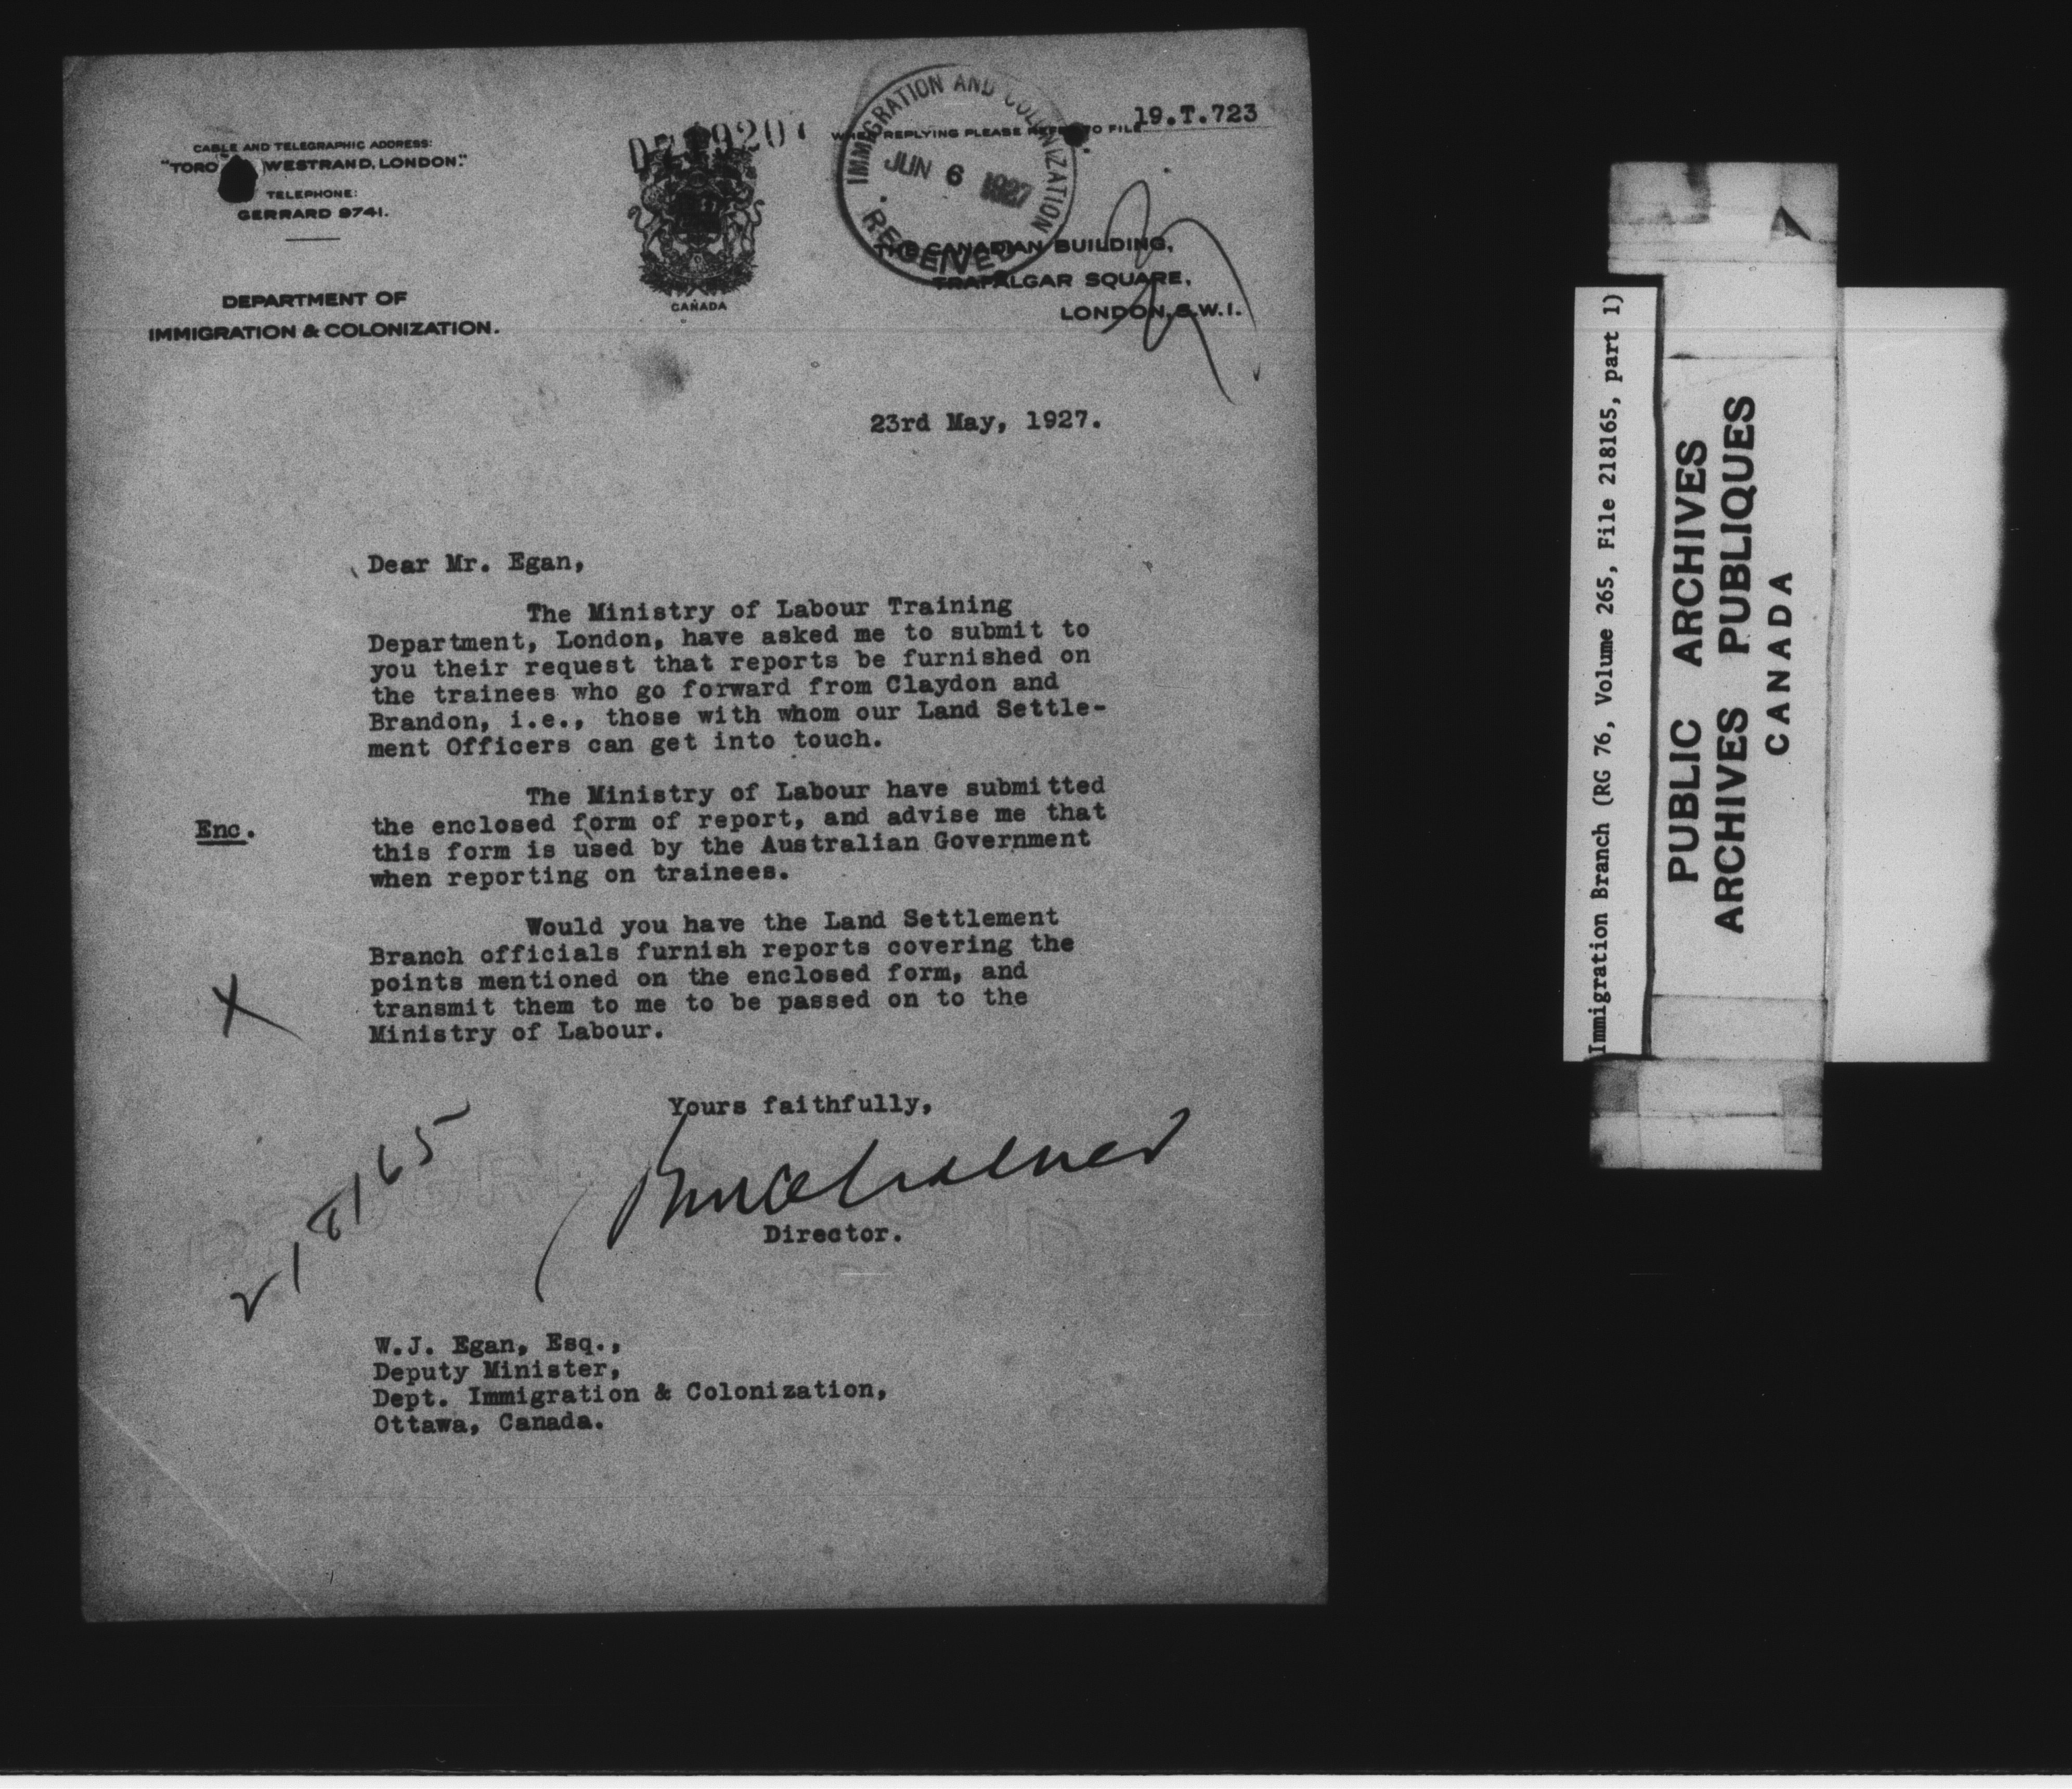 CABLE AND TELEGRAPHIC ADDRESS:
"TORO WESTRAND, LONDON."
TELEPHONE:
GERRARD 9741.
DEPARTMENT OF
IMMIGRATION & COLONIZATION.
CANADA
WHEN REPLYING PLEASE REFER TO FILE 19.T.723
IMMIGRATION AND COLONIZATION
JUN 6 1927
RECEIVED
CANADIAN BUILDING,
TRAFALGAR SQUARE,
LONDON, S.W.1.
23rd May, 1927.
Dear Mr. Egan,
The Ministry of Labour Training
Department, London, have asked me to submit to
you their request that reports be furnished on
the trainees who go forward from Claydon and
Brandon, i.e., those with whom our Land Settle-
ment Officers can get into touch.
The Ministry of Labour have submitted
Enc.
the enclosed form of report, and advise me that
this form is used by the Australian Government
when reporting on trainees.
Would you have the Land Settlement
Branch officials furnish reports covering the
points mentioned on the enclosed form, and
transmit them to me to be passed on to the
Ministry of Labour.
X
Yours faithfully,
Director.
218165
W.J. Egan, Esq.,
Deputy Minister,
Dept. Immigration & Colonization,
Ottawa, Canada.
Immigration Branch (RG 76, Volume 265, File 218165, part 1)
PUBLIC ARCHIVES
ARCHIVES PUBLIQUES
CANADA